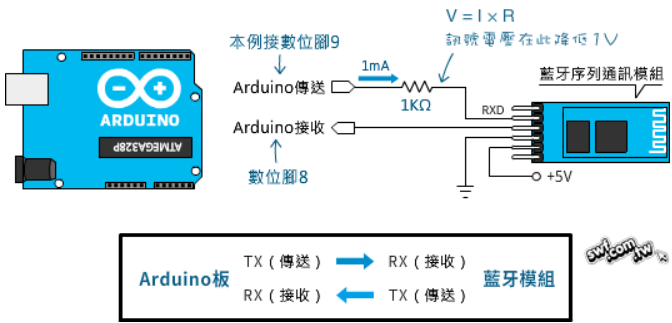 V = I × R
訊號電壓在此降低1V
本例接數位腳9
1mA
Arduino傳送
1KΩ
藍牙序列通訊模組
RXD
ARDUINO
ATMEGA328P
Arduino接收
數位腳8
+5V
swf.com.tw
Arduino板
TX（傳送）
RX（接收）
藍牙模組
RX（接收）
TX（傳送）